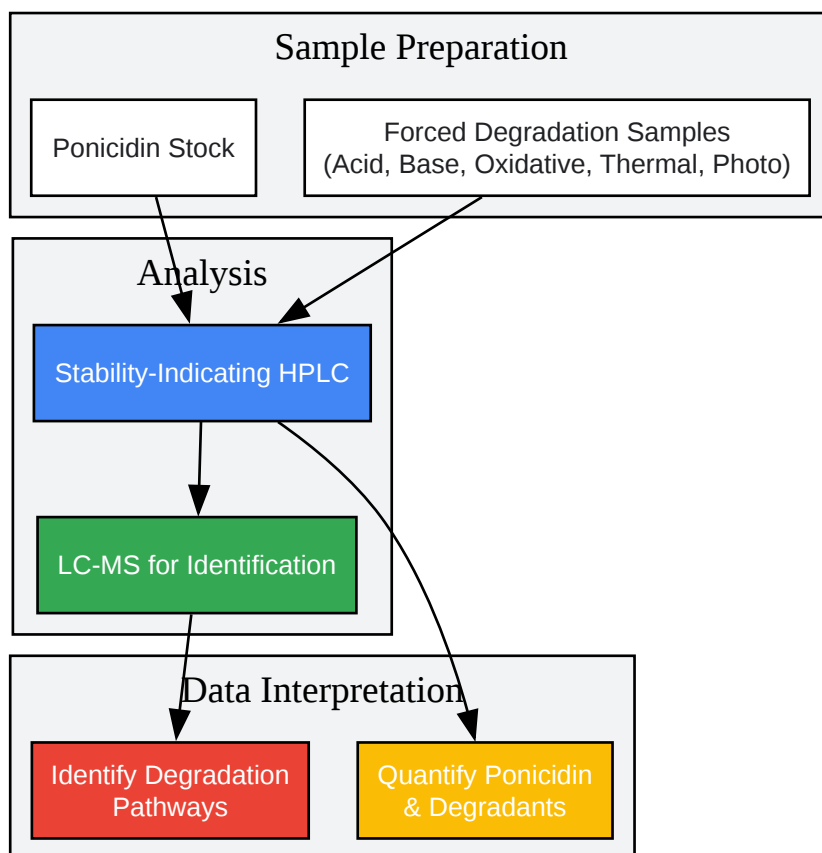 Sample Preparation
Ponicidin Stock
Forced Degradation Samples
(Acid, Base, Oxidative, Thermal, Photo)
Analysis
Stability-Indicating HPLC
LC-MS for Identification
Data Interpretation
Identify Degradation
Pathways
Quantify Ponicidin
& Degradants